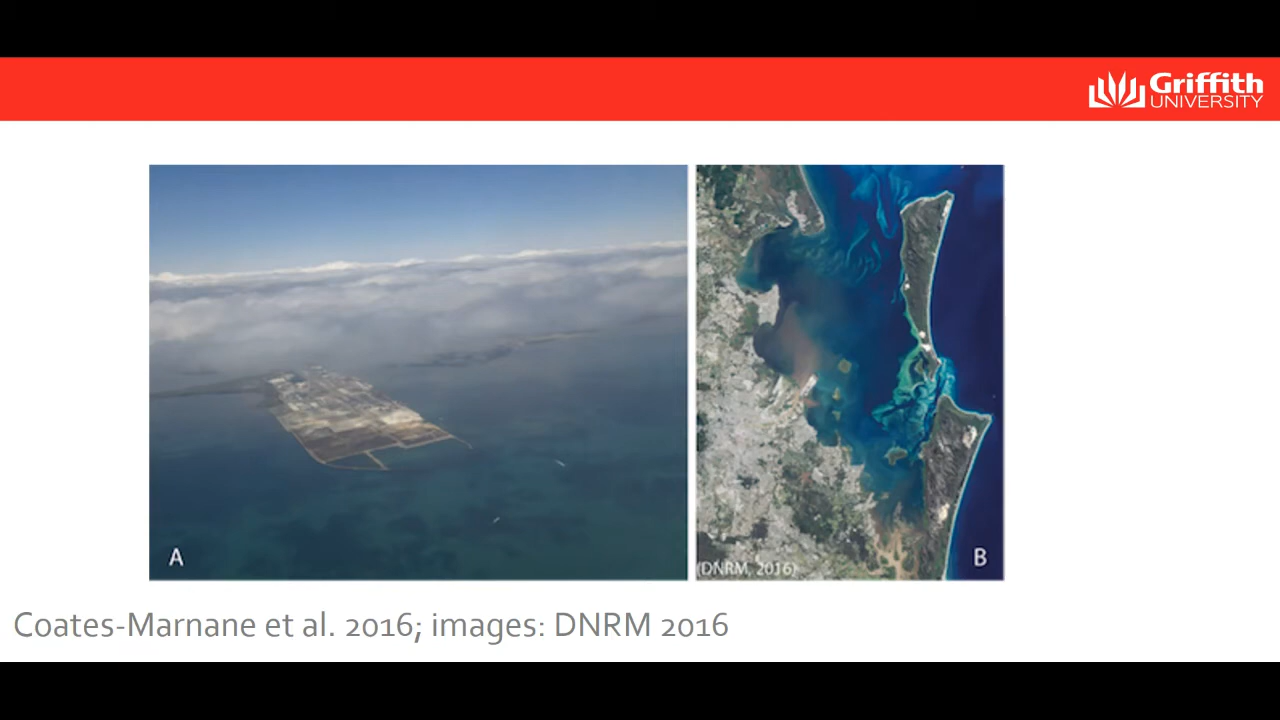 Griffith
UNIVERSITY
A
B
(DNRM, 2016)
Coates-Marnane et al. 2016; images: DNRM 2016